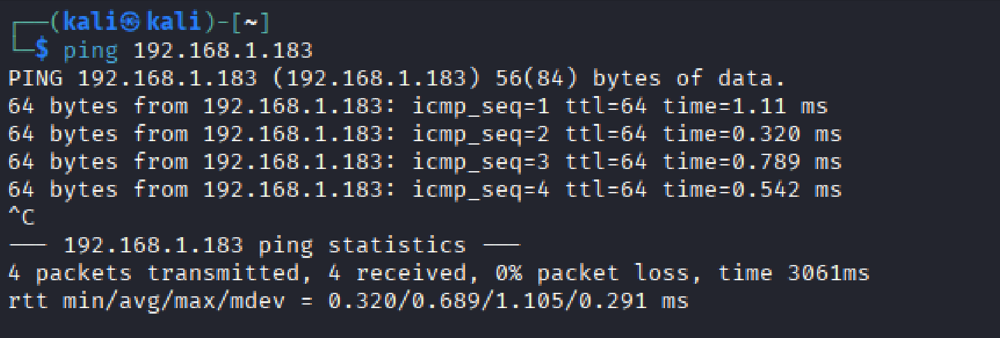 ┌──(kali㉿kali)-[~]
└─$ ping 192.168.1.183
PING 192.168.1.183 (192.168.1.183) 56(84) bytes of data.
64 bytes from 192.168.1.183: icmp_seq=1 ttl=64 time=1.11 ms
64 bytes from 192.168.1.183: icmp_seq=2 ttl=64 time=0.320 ms
64 bytes from 192.168.1.183: icmp_seq=3 ttl=64 time=0.789 ms
64 bytes from 192.168.1.183: icmp_seq=4 ttl=64 time=0.542 ms
^C
--- 192.168.1.183 ping statistics ---
4 packets transmitted, 4 received, 0% packet loss, time 3061ms
rtt min/avg/max/mdev = 0.320/0.689/1.105/0.291 ms